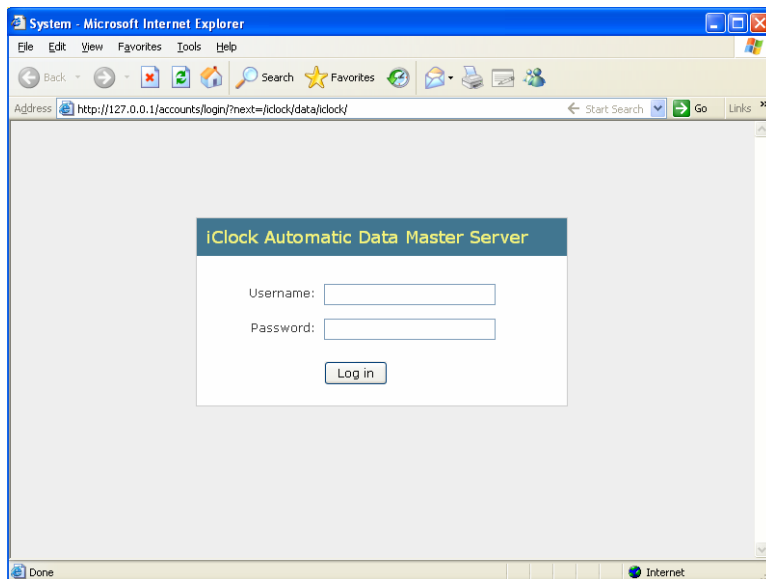 System - Microsoft Internet Explorer
File Edit View Favorites Tools Help
Back Search Favorites
Address http://127.0.0.1/accounts/login/?next=/iclock/data/iclock/ Start Search Go Links »
iClock Automatic Data Master Server
Username:
Password:
Log in
Done Internet